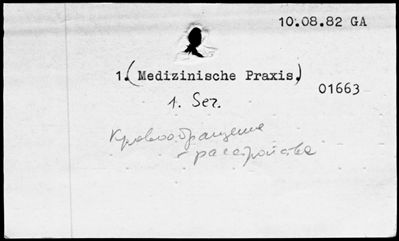 10.08.82 GA
1.(Medizinische Praxis.)
01663
1. Ser.
Кровообращение
- расстройства